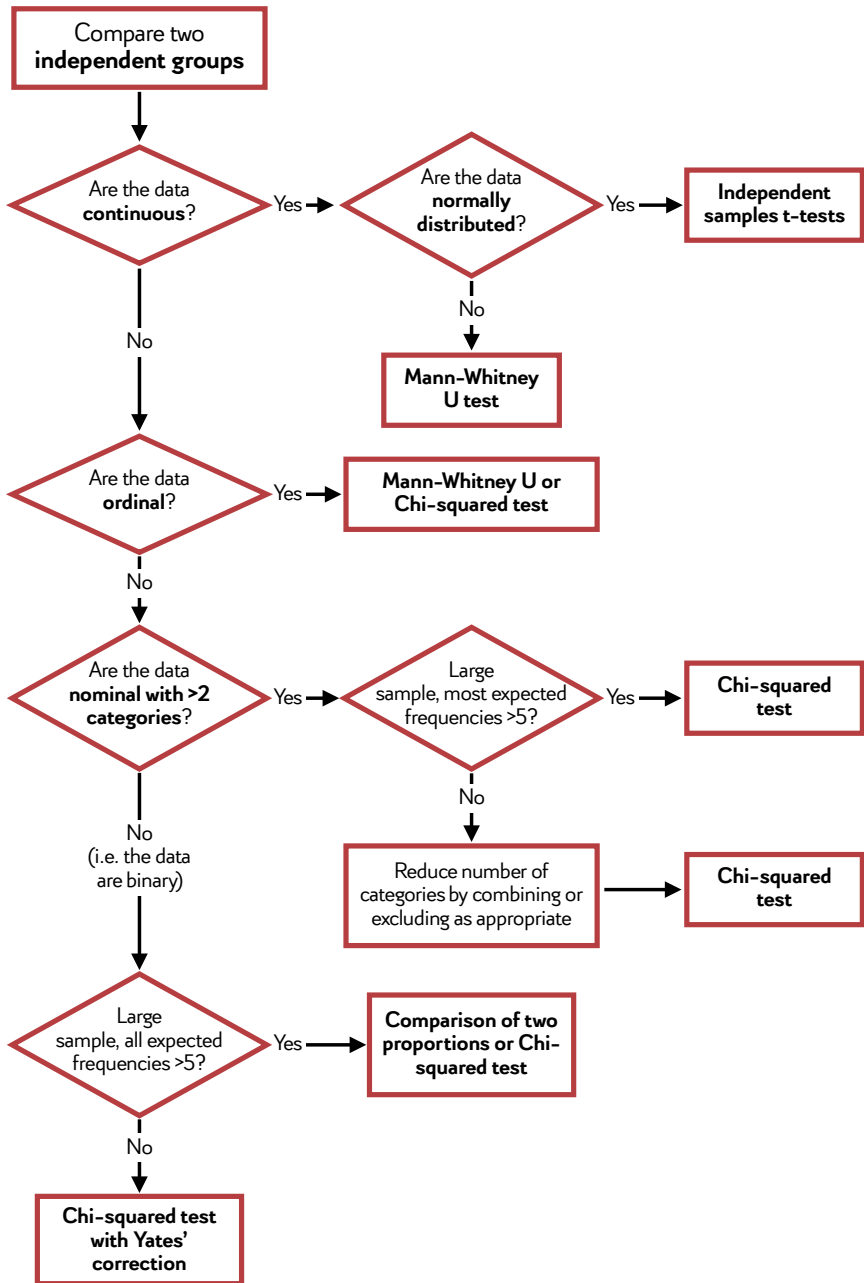 Compare two
independent groups
Are the data
continuous?
Yes
Are the data
normally
distributed?
Yes
Independent
samples t-tests
No
Mann-Whitney
U test
No
Are the data
ordinal?
Yes
Mann-Whitney U or
Chi-squared test
No
Are the data
nominal with >2
categories?
Yes
Large
sample, most expected
frequencies >5?
Yes
Chi-squared
test
No
Reduce number of
categories by combining or
excluding as appropriate
Chi-squared
test
No
(i.e. the data
are binary)
Large
sample, all expected
frequencies >5?
Yes
Comparison of two
proportions or Chi-
squared test
No
Chi-squared test
with Yates'
correction